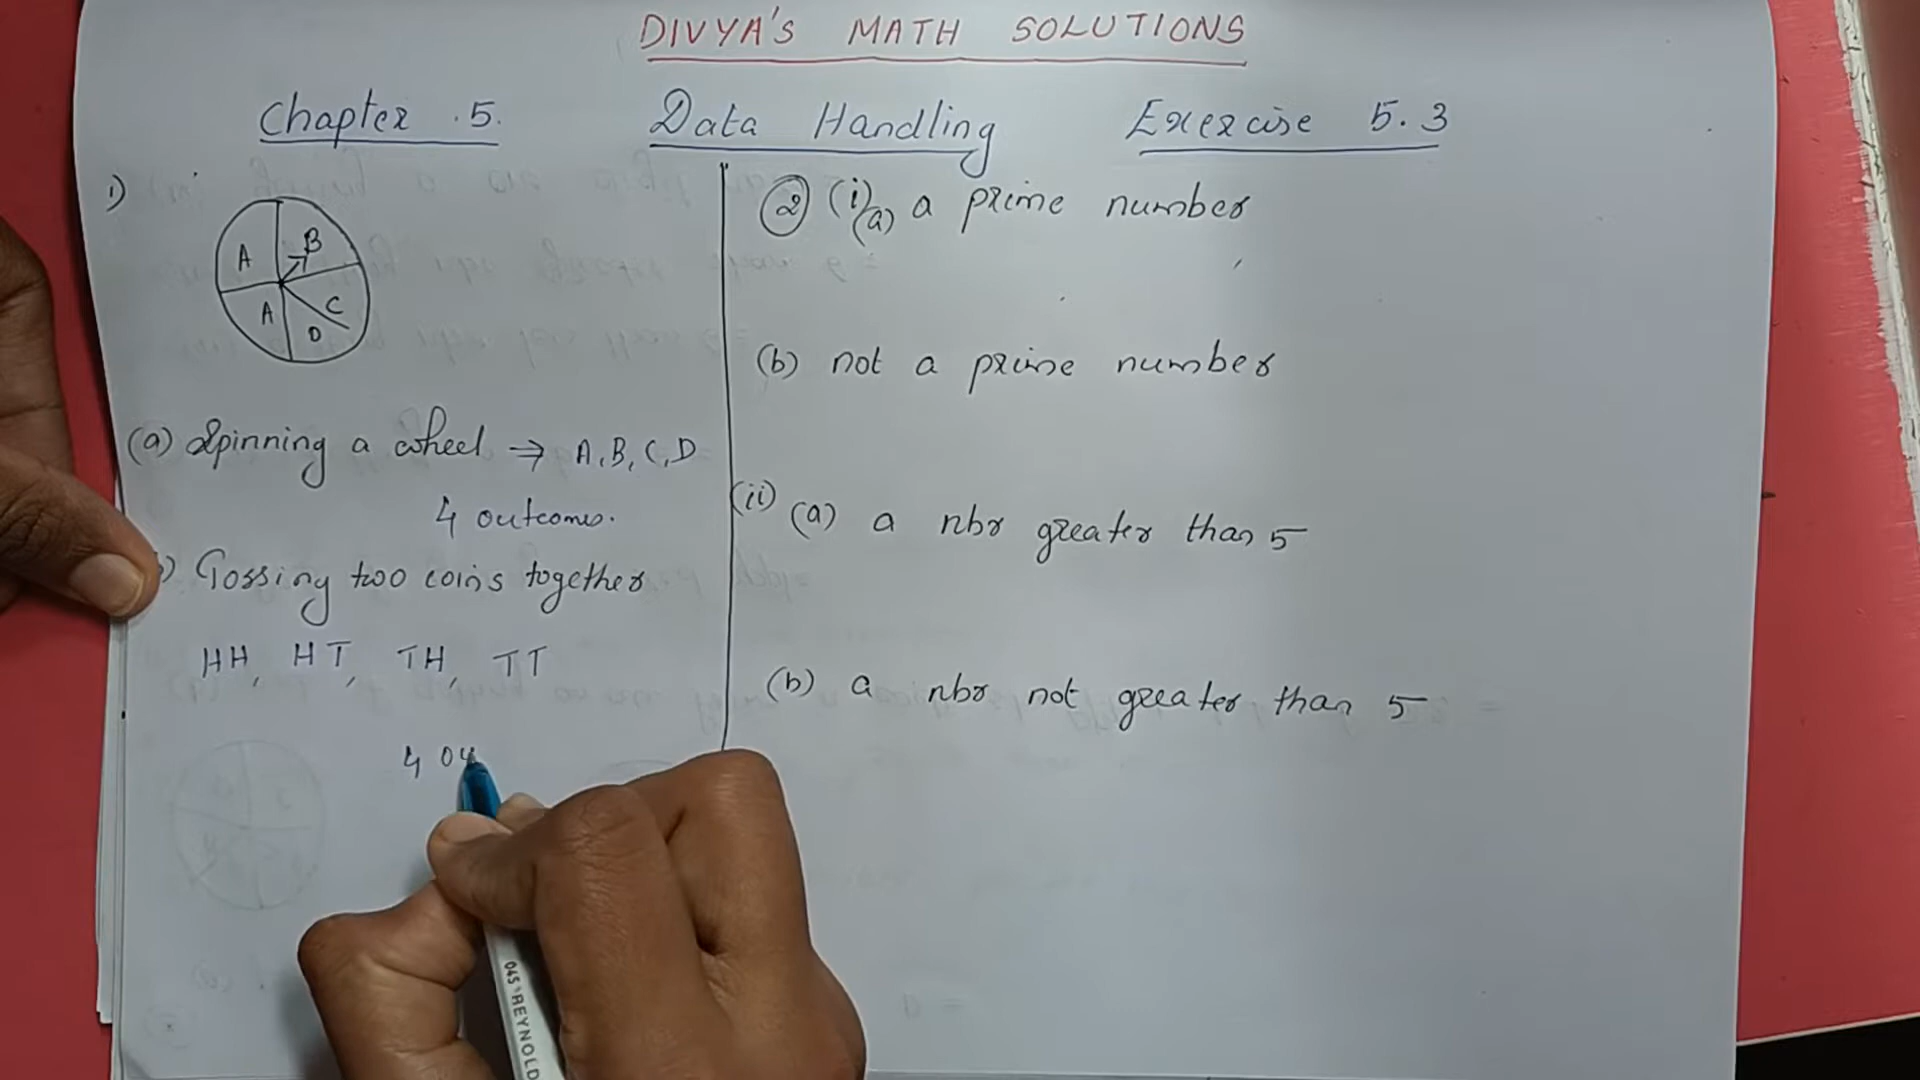 DIVYA'S MATH SOLUTIONS
Chapter .5. Data Handling Exercise 5.3
1)
A B
A C
D
(a) Spinning a wheel → A, B, C, D
4 outcomes.
) Tossing two coins together
HH, HT, TH, TT
4 ou
② (i) (a) a prime number
(b) not a prime number
(ii) (a) a nbr greater than 5
(b) a nbr not greater than 5
045 REYNOLD